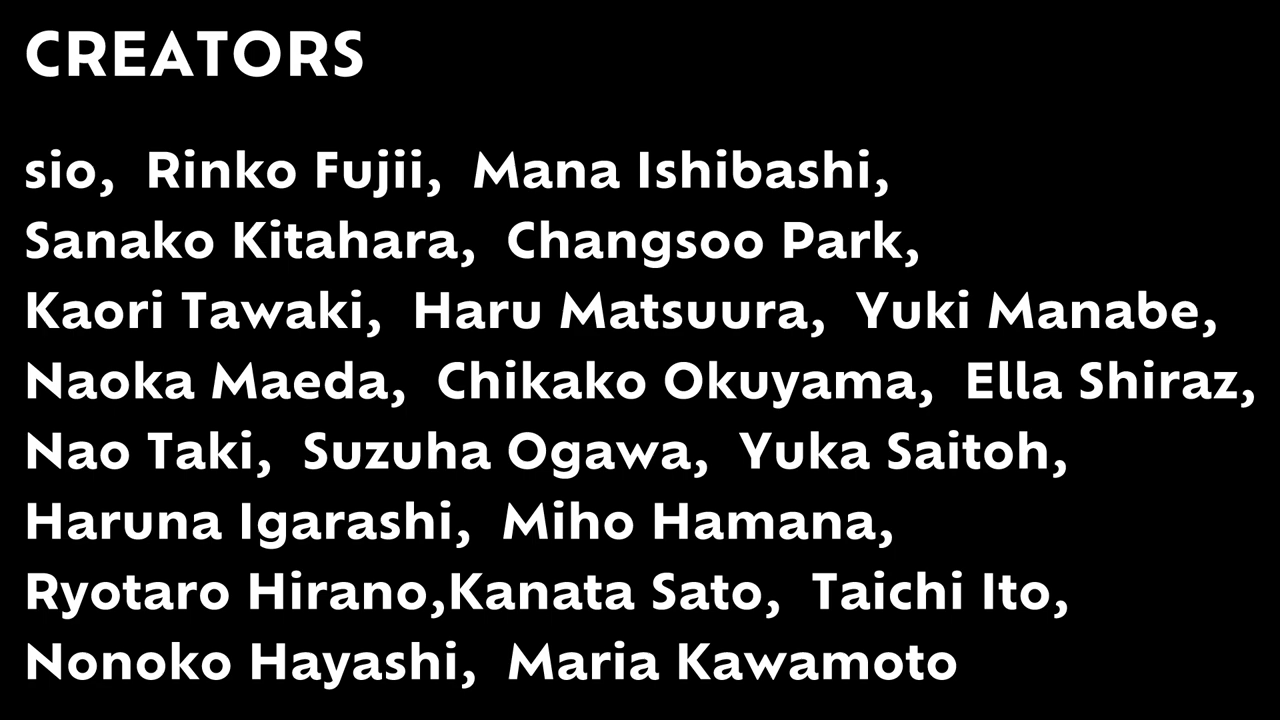 CREATORS
sio, Rinko Fujii, Mana Ishibashi,
Sanako Kitahara, Changsoo Park,
Kaori Tawaki, Haru Matsuura, Yuki Manabe,
Naoka Maeda, Chikako Okuyama, Ella Shiraz,
Nao Taki, Suzuha Ogawa, Yuka Saitoh,
Haruna Igarashi, Miho Hamana,
Ryotaro Hirano,Kanata Sato, Taichi Ito,
Nonoko Hayashi, Maria Kawamoto